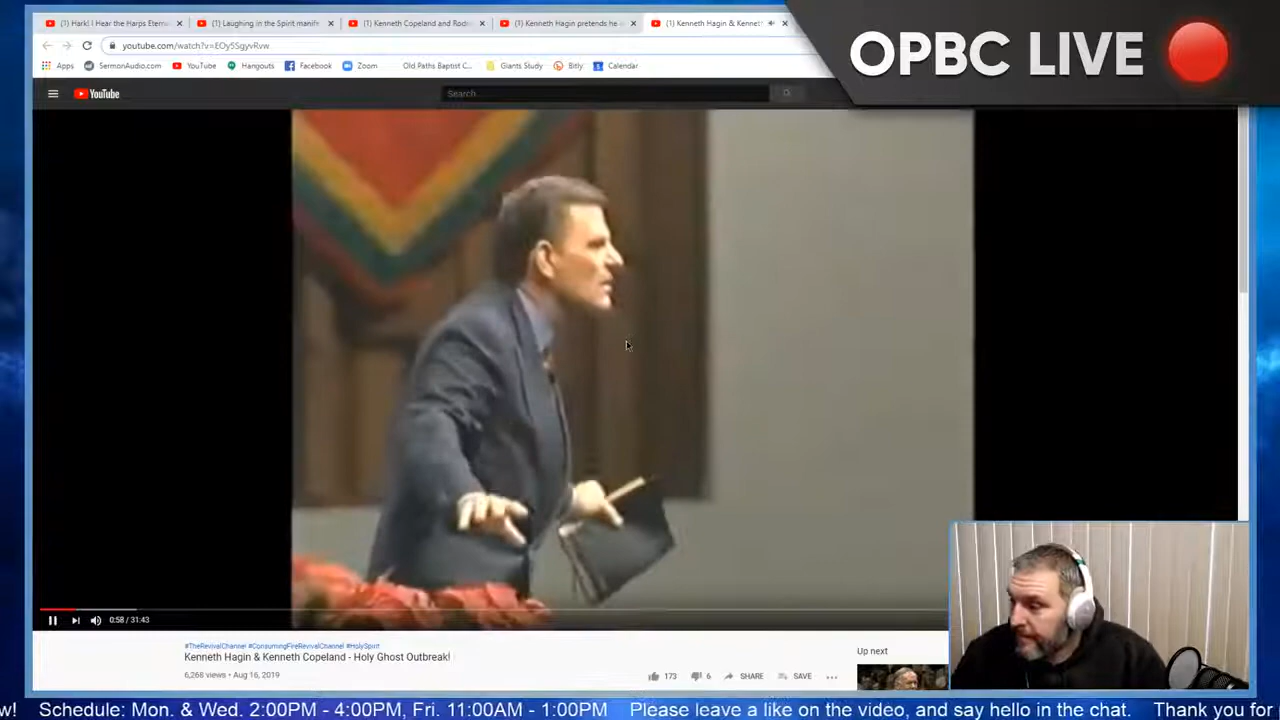 (1) Hark! I Hear the Harps Etern
(1) Laughing in the Spirit manife
(1) Kenneth Copeland and Rod
(1) Kenneth Hagin pretends he
(1) Kenneth Hagin & Kenneth
OPBC LIVE
youtube.com/watch?v=EOySSgyvRvw
Apps
SermonAudio.com
YouTube
Hangouts
Facebook
Zoom
Old Paths Baptist C...
Giants Study
Bitly
Calendar
YouTube
Search
0:58 / 31:43
#TheRevivalChannel #ConsumingFireRevivalChannel #HolySpirit
Kenneth Hagin & Kenneth Copeland - Holy Ghost Outbreak!
6,268 views • Aug 16, 2019
173
6
SHARE
SAVE
Up next
w! Schedule: Mon. & Wed. 2:00PM - 4:00PM, Fri. 11:00AM - 1:00PM Please leave a like on the video, and say hello in the chat. Thank you for